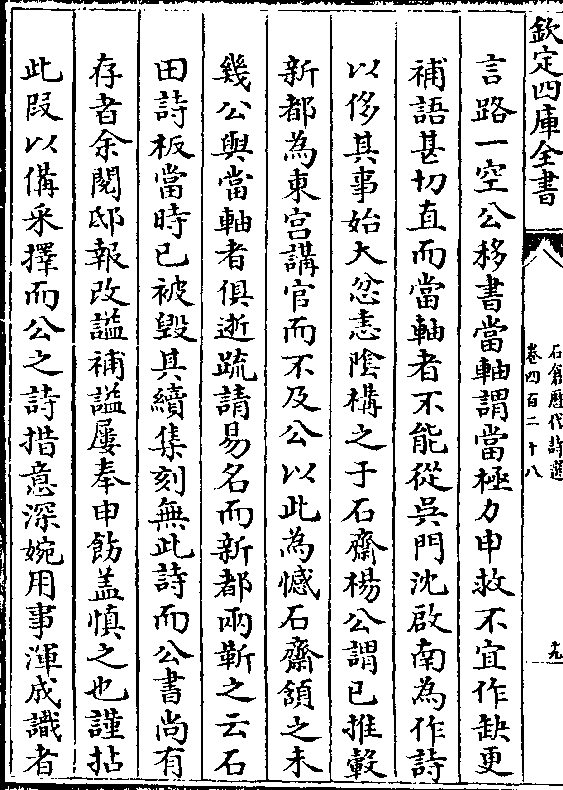 欽定四庫全書
石倉歷代詩選
卷四百二十八
九
言路一空公移書當軸謂當極力申救不宜作缺更
補語甚切直而當軸者不能從吳門沈啟南為作詩
以侈其事始大忿恚陰構之于石齋楊公謂已推轂
新都為東宮講官而不及公以此為憾石齋頷之未
幾公與當軸者俱逝疏請易名而新都兩靳之云石
田詩板當時已被毀其續集刻無此詩而公書尚有
存者余閱邸報改謚補謚屢奉申飭盖慎之也謹拈
此段以備采擇而公之詩措意深婉用事渾成識者